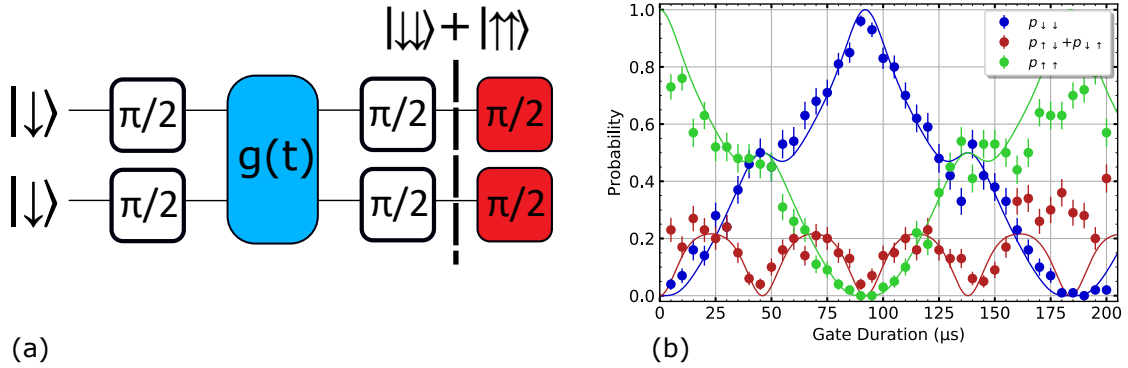 |↓↓⟩ + |↑↑⟩
|↓⟩ π/2 g(t) π/2 π/2
|↓⟩ π/2 π/2 π/2
(a)
Probability
1.0
0.8
0.6
0.4
0.2
0.0
p↓↓
p↑↓+p↓↑
p↑↑
0 25 50 75 100 125 150 175 200
Gate Duration (μs)
(b)